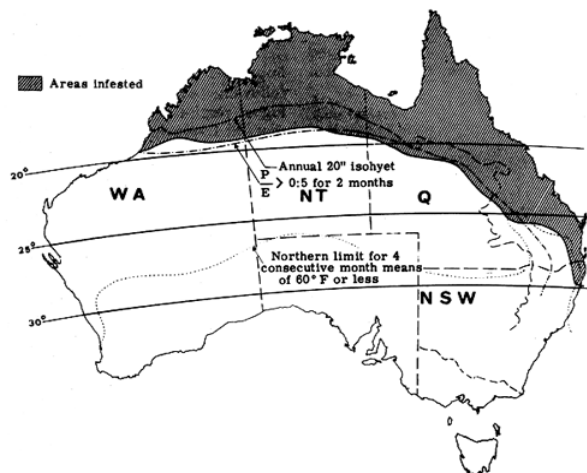 Areas infested
Annual 20" isohyet
P
E > 0:5 for 2 months
20°
WA
NT
Q
25°
Northern limit for 4
consecutive month means
of 60° F or less
NSW
30°